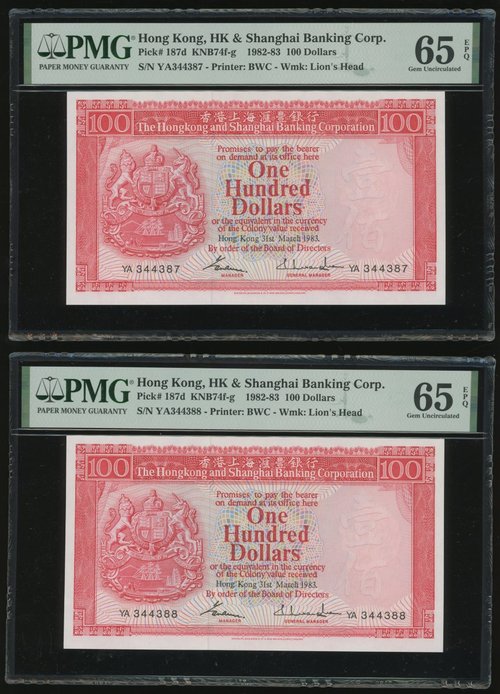 PMG
PAPER MONEY GUARANTY
Hong Kong, HK & Shanghai Banking Corp.
Pick# 187d KNB74f-g 1982-83 100 Dollars
S/N YA344387 - Printer: BWC - Wmk: Lion's Head
65 EPQ
Gem Uncirculated
100 香港上海滙豐銀行 100
The Hongkong and Shanghai Banking Corporation
Promises to pay the bearer
on demand at its office here
One
Hundred
Dollars
or the equivalent in the currency
of the Colony value received
Hong Kong 31st March 1983.
By order of the Board of Directors
YA 344387
YA 344387
MANAGER
GENERAL MANAGER
PMG
PAPER MONEY GUARANTY
Hong Kong, HK & Shanghai Banking Corp.
Pick# 187d KNB74f-g 1982-83 100 Dollars
S/N YA344388 - Printer: BWC - Wmk: Lion's Head
65 EPQ
Gem Uncirculated
100 香港上海滙豐銀行 100
The Hongkong and Shanghai Banking Corporation
Promises to pay the bearer
on demand at its office here
One
Hundred
Dollars
or the equivalent in the currency
of the Colony value received
Hong Kong 31st March 1983.
By order of the Board of Directors
YA 344388
YA 344388
MANAGER
GENERAL MANAGER